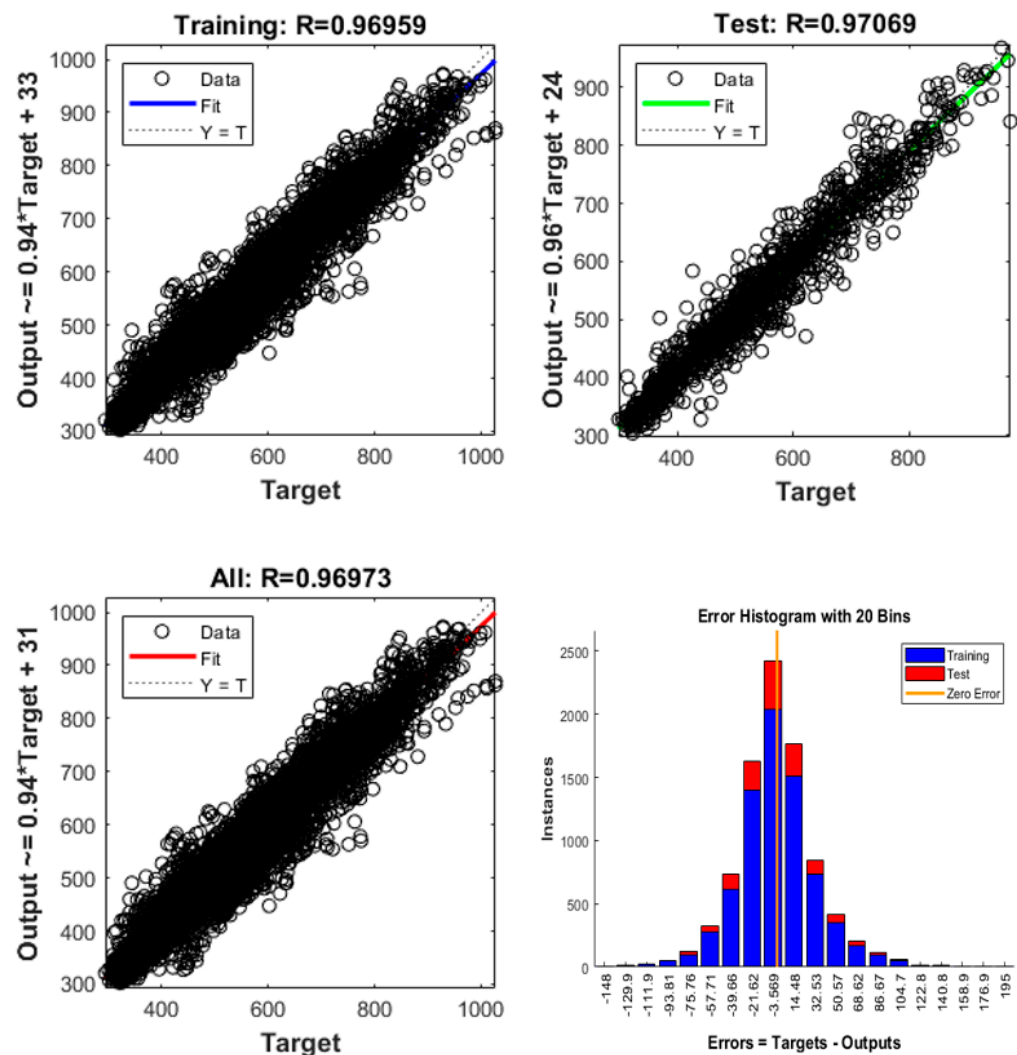 Training: R=0.96959
Output ~= 0.94*Target + 33
1000
900
800
700
600
500
400
300
Data
Fit
Y = T
400
600
800
1000
Target
Test: R=0.97069
Output ~= 0.96*Target + 24
900
800
700
600
500
400
300
Data
Fit
Y = T
400
600
800
Target
All: R=0.96973
Output ~= 0.94*Target + 31
1000
900
800
700
600
500
400
300
Data
Fit
Y = T
400
600
800
1000
Target
Error Histogram with 20 Bins
Instances
2500
2000
1500
1000
500
0
Training
Test
Zero Error
-148
-129.9
-111.9
-93.81
-75.76
-57.71
-39.66
-21.62
-3.569
14.48
32.53
50.57
68.62
86.67
104.7
122.8
140.8
158.9
176.9
195
Errors = Targets - Outputs